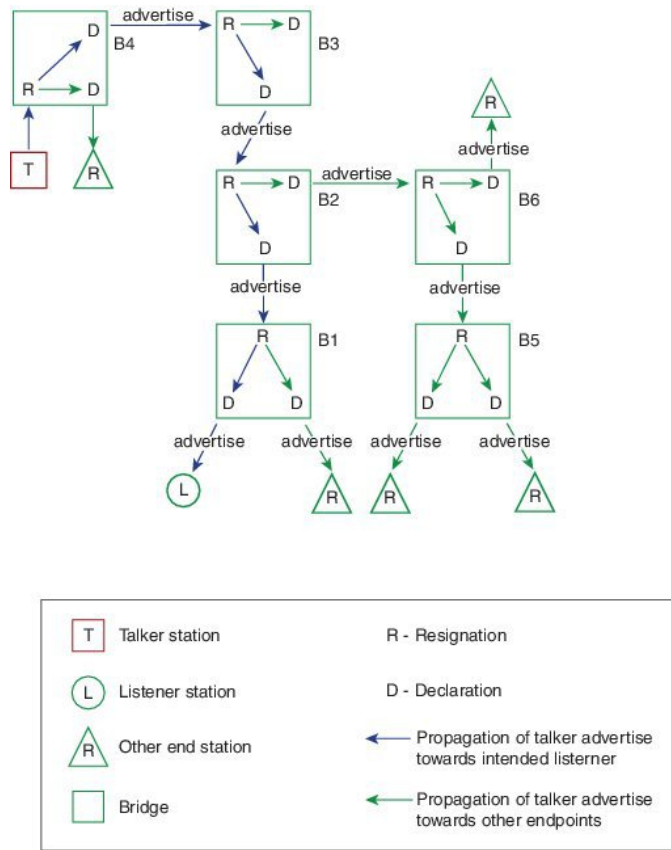 advertise
D
B4
R
D
R
D
B3
D
T
R
advertise
R
advertise
R
D
B2
D
advertise
R
D
B6
D
advertise
advertise
R
B1
D
D
R
B5
D
D
advertise
advertise
advertise
advertise
L
R
R
R
T
Talker station
R - Resignation
L
Listener station
D - Declaration
R
Other end station
Propagation of talker advertise
towards intended listerner
Bridge
Propagation of talker advertise
towards other endpoints